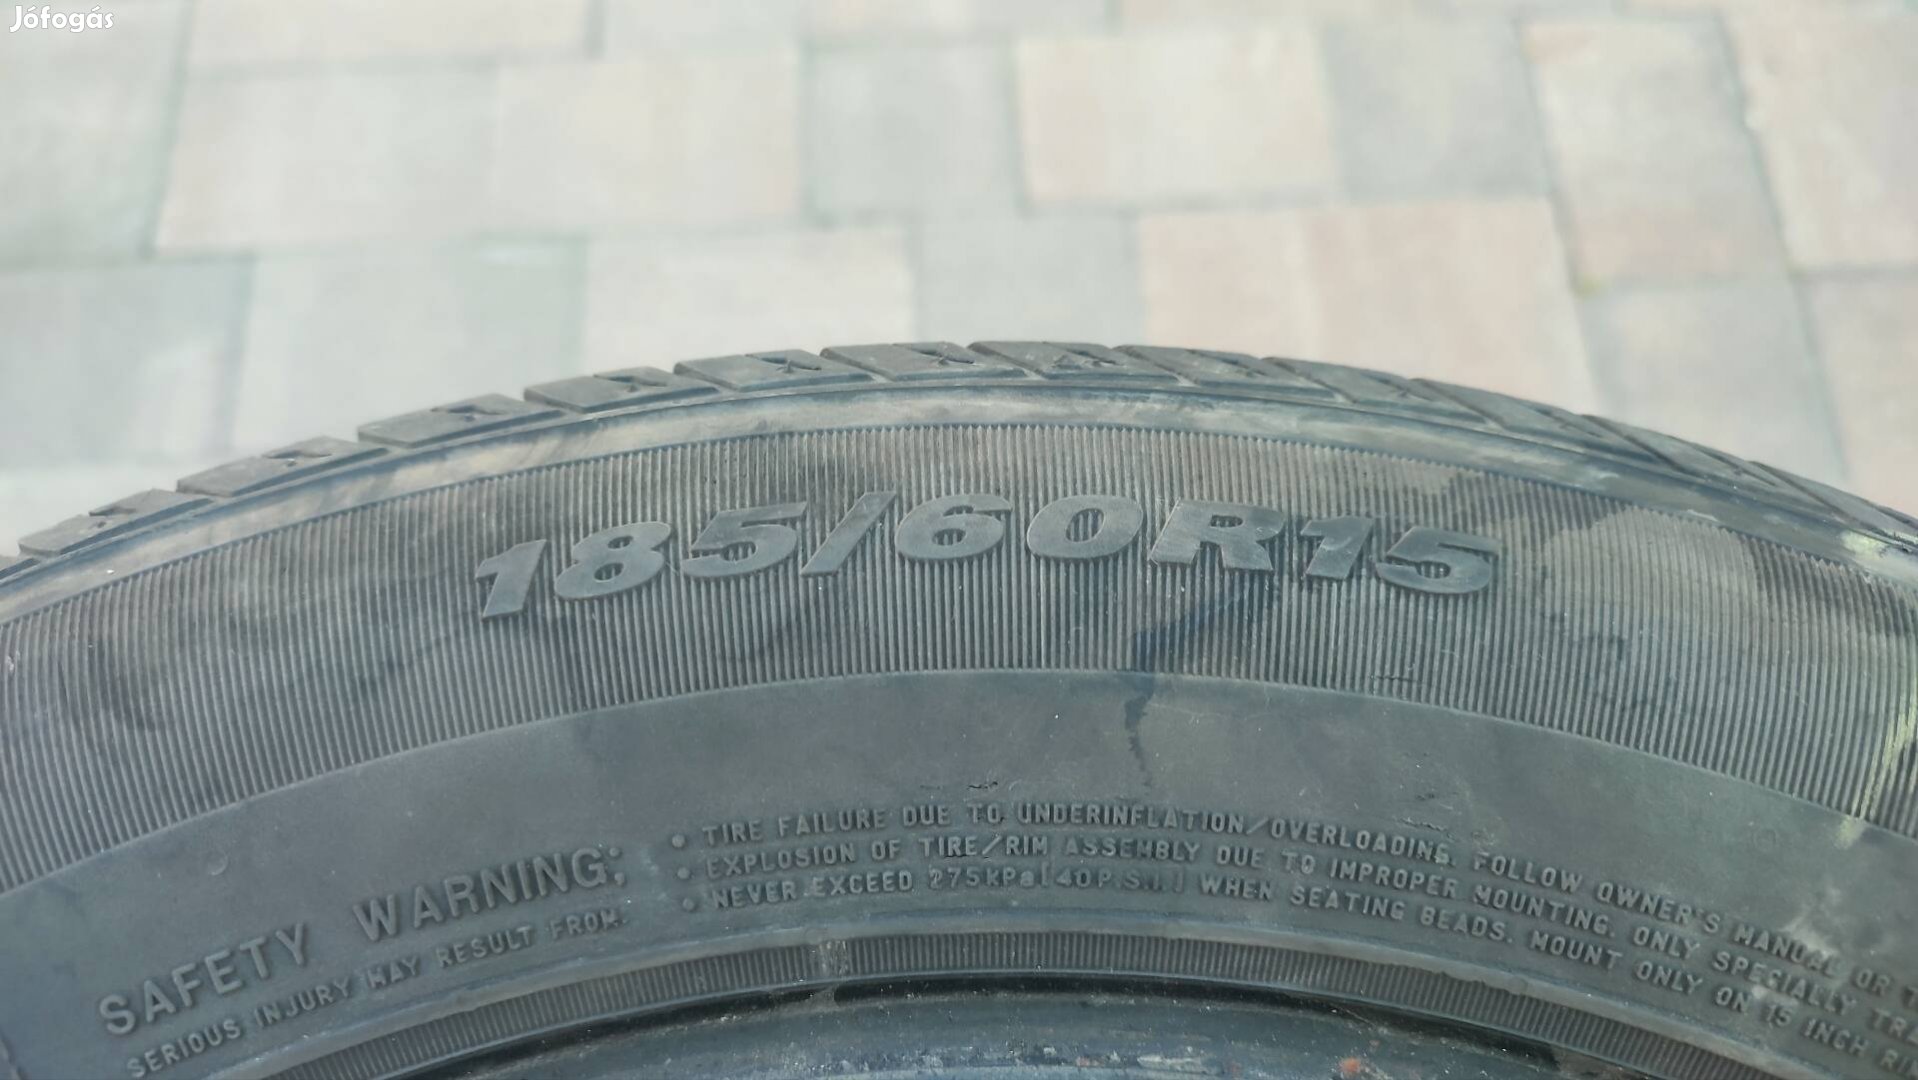 Jófogás
185/60R15
SAFETY WARNING;
SERIOUS INJURY MAY RESULT FROM:
• TIRE FAILURE DUE TO UNDERINFLATION/OVERLOADING. FOLLOW OWNER'S MANUAL OR
• EXPLOSION OF TIRE/RIM ASSEMBLY DUE TO IMPROPER MOUNTING. ONLY SPECIALLY
• NEVER EXCEED 275KPa (40P.S.I.) WHEN SEATING BEADS. MOUNT ONLY ON 15 INCH